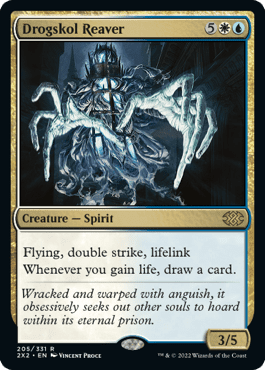 Drogskol Reaver 5
Creature — Spirit
Flying, double strike, lifelink
Whenever you gain life, draw a card.
Wracked and warped with anguish, it
obsessively seeks out other souls to hoard
within its eternal prison.
3/5
205/331 R
2X2 • EN Vincent Proce
™ & © 2022 Wizards of the Coast